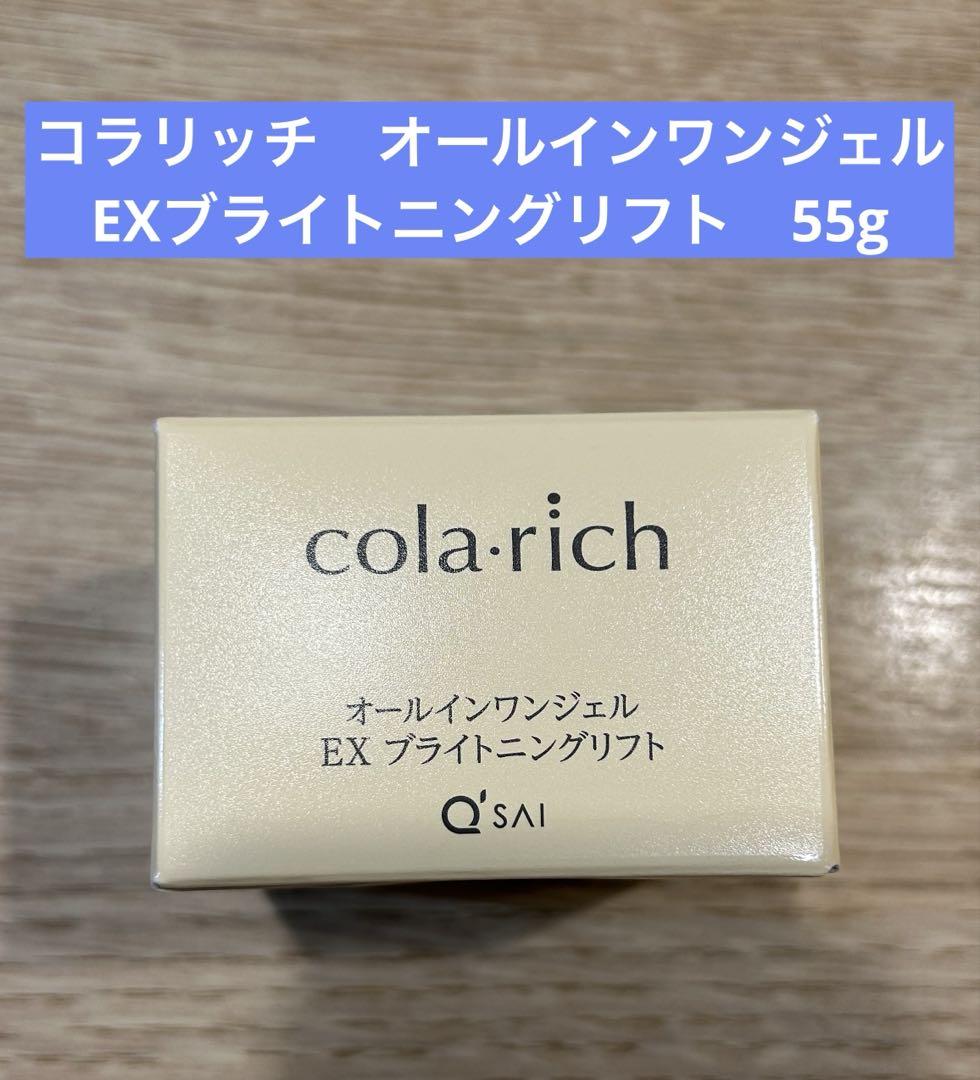 コラリッチ　オールインワンジェル
EXブライトニングリフト　55g
cola·rich
オールインワンジェル
EX ブライトニングリフト
Q'SAI